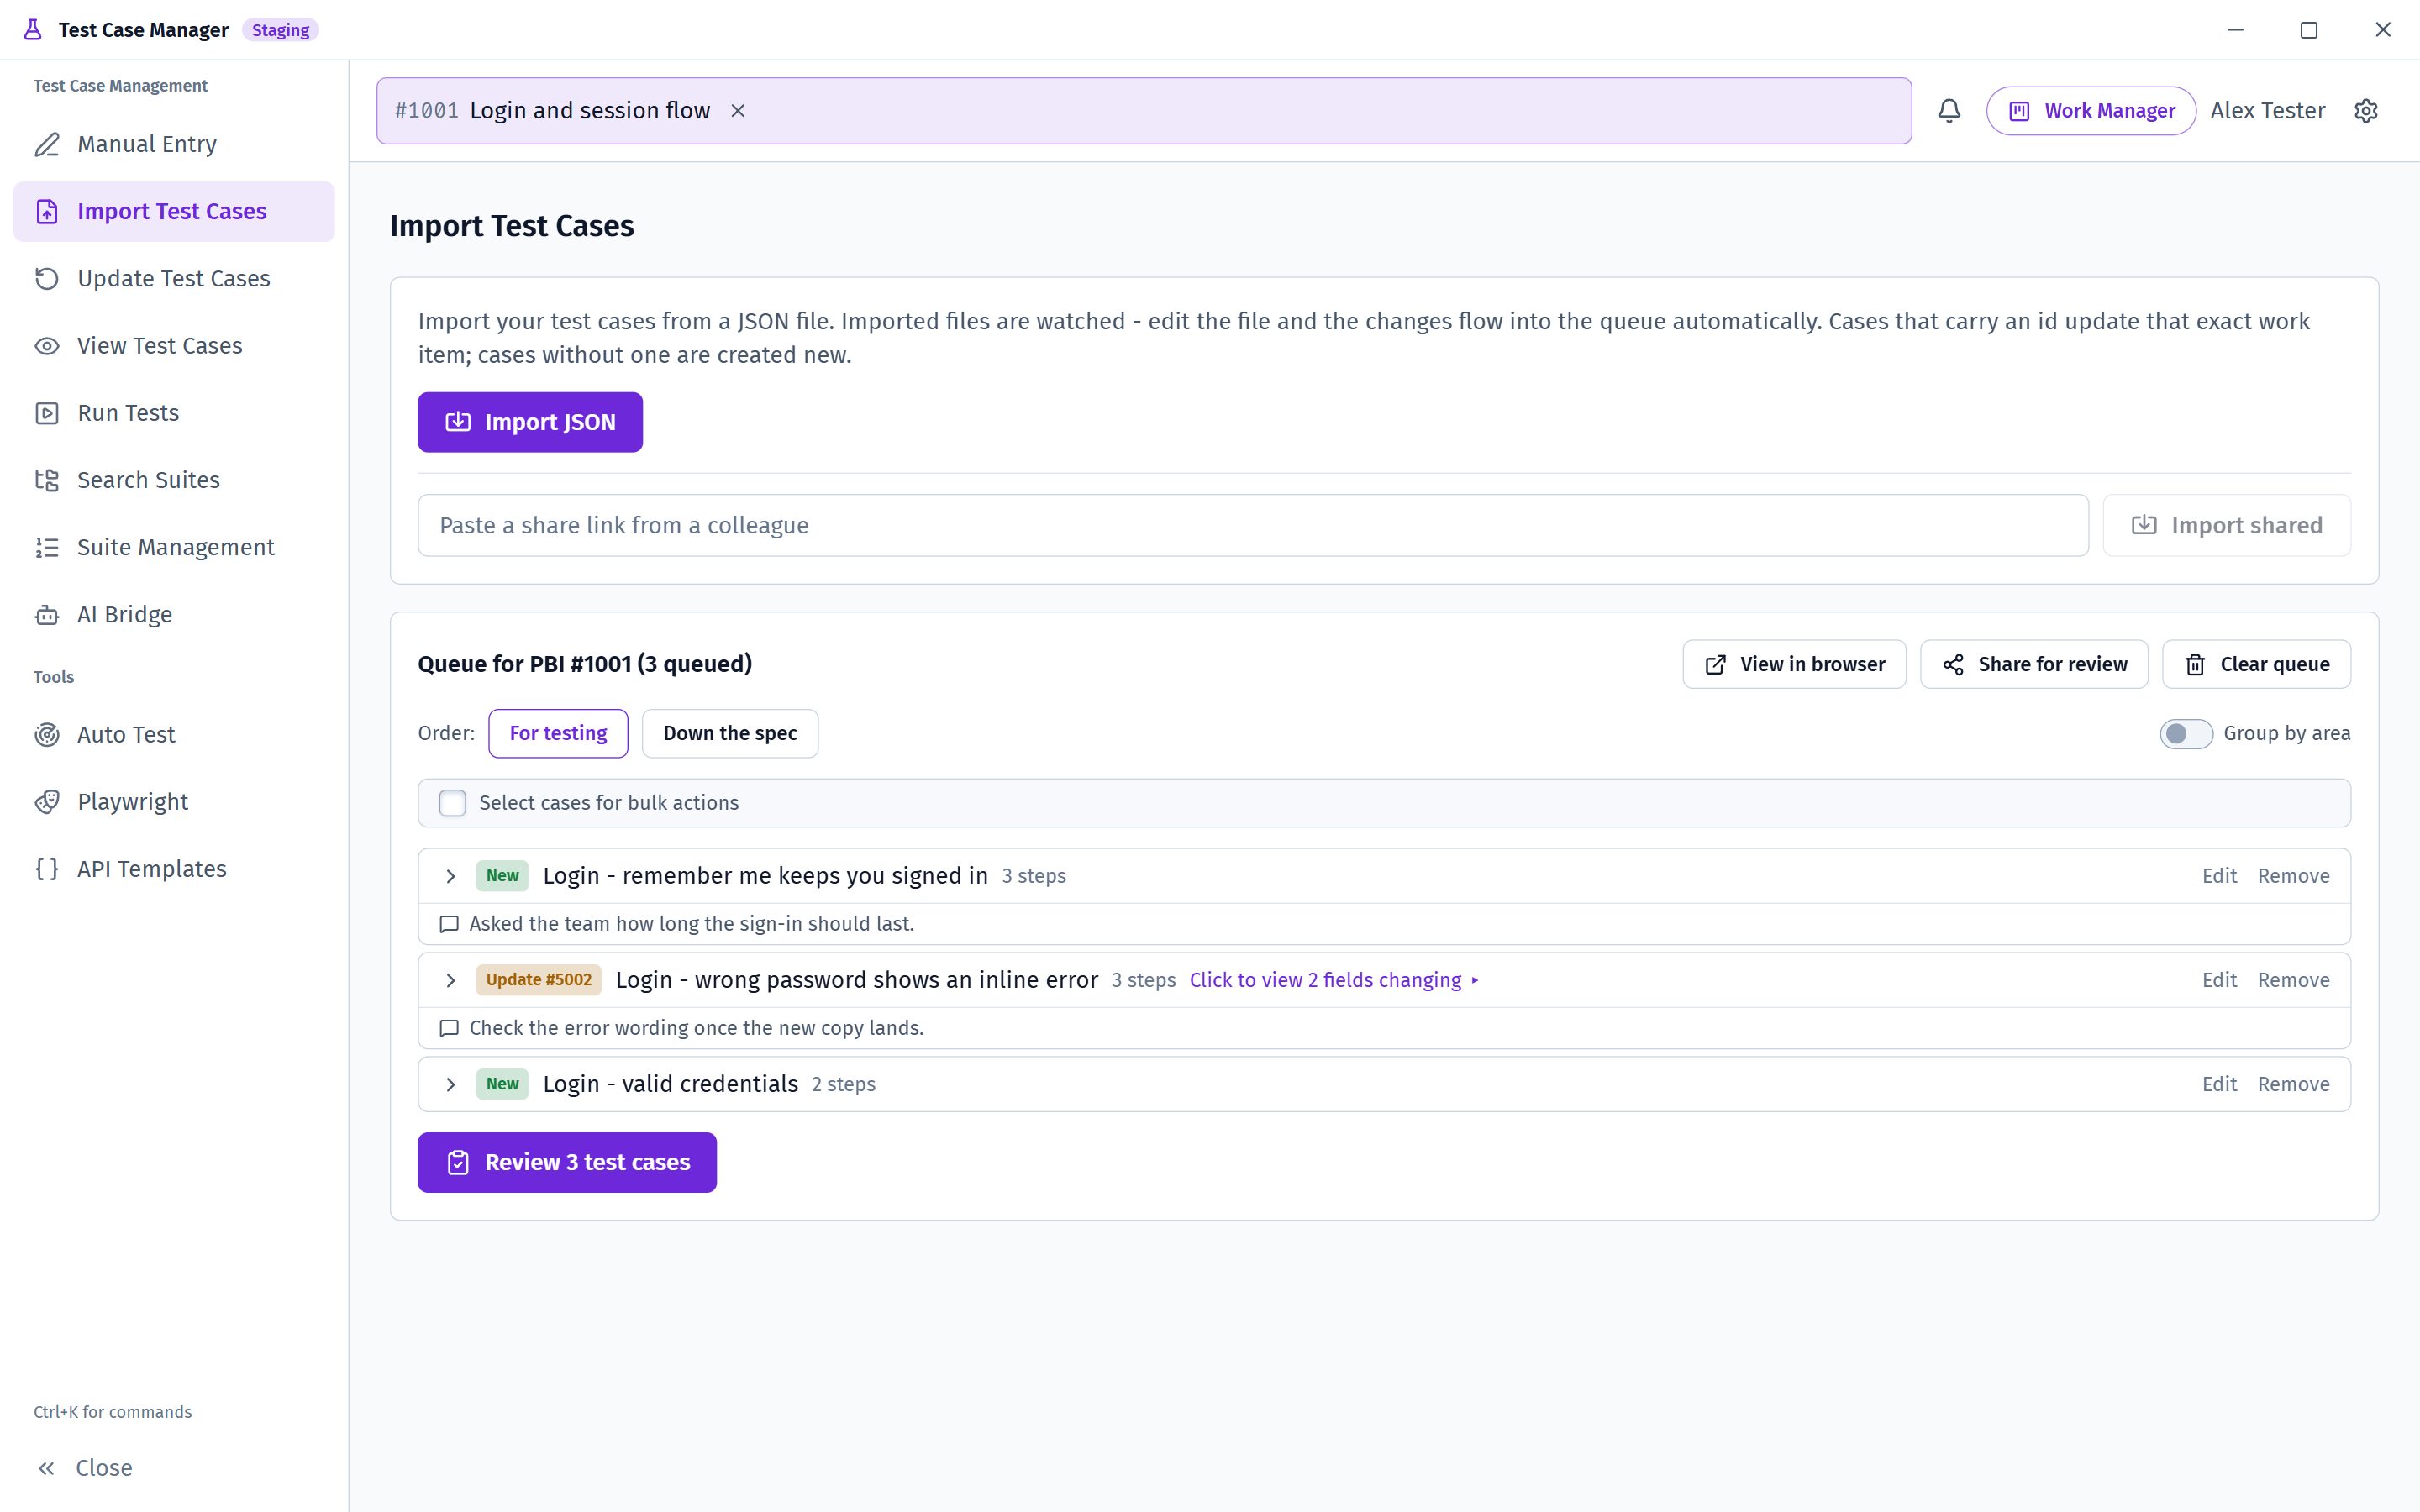 Test Case Manager Staging
Test Case Management
Manual Entry
Import Test Cases
Update Test Cases
View Test Cases
Run Tests
Search Suites
Suite Management
AI Bridge
Tools
Auto Test
Playwright
API Templates
Ctrl+K for commands
Close
#1001 Login and session flow
Work Manager
Alex Tester
Import Test Cases
Import your test cases from a JSON file. Imported files are watched - edit the file and the changes flow into the queue automatically. Cases that carry an id update that exact work
item; cases without one are created new.
Import JSON
Paste a share link from a colleague
Import shared
Queue for PBI #1001 (3 queued)
View in browser
Share for review
Clear queue
Order: For testing Down the spec
Group by area
Select cases for bulk actions
New Login - remember me keeps you signed in 3 steps Edit Remove
Asked the team how long the sign-in should last.
Update #5002 Login - wrong password shows an inline error 3 steps Click to view 2 fields changing ▸ Edit Remove
Check the error wording once the new copy lands.
New Login - valid credentials 2 steps Edit Remove
Review 3 test cases